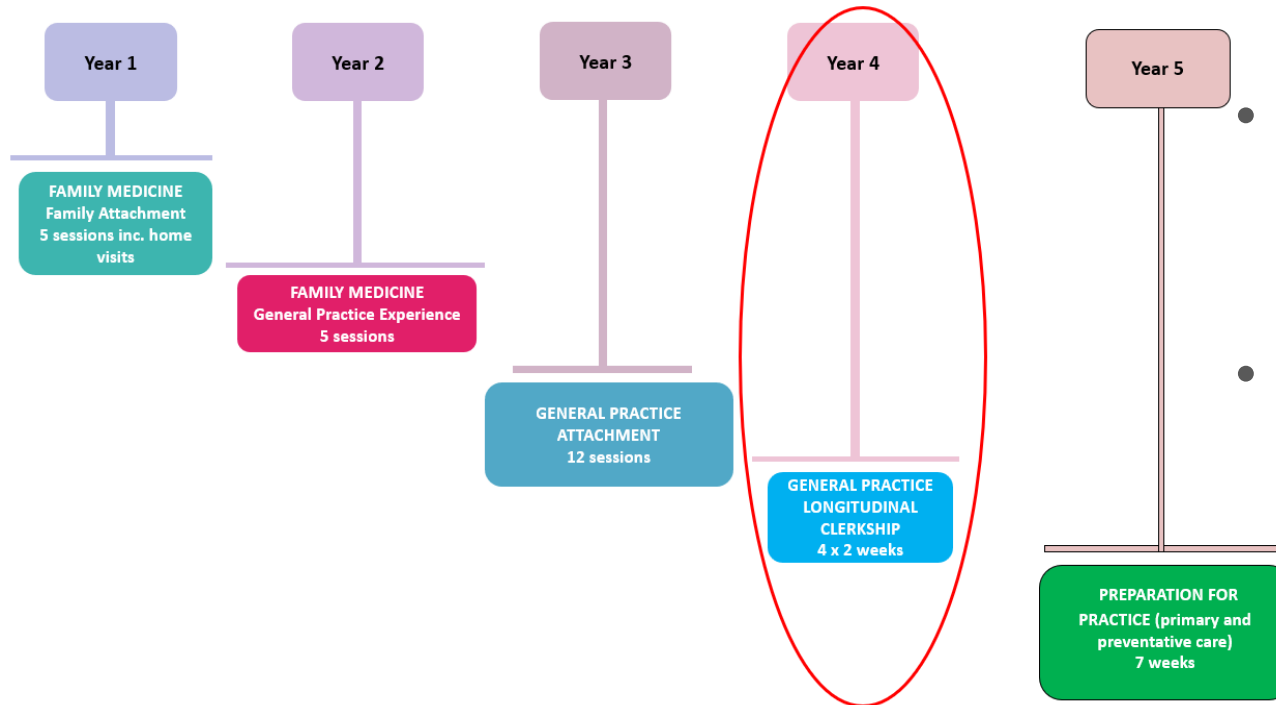 Year 1
FAMILY MEDICINE
Family Attachment
5 sessions inc. home
visits
Year 2
FAMILY MEDICINE
General Practice Experience
5 sessions
Year 3
GENERAL PRACTICE
ATTACHMENT
12 sessions
Year 4
GENERAL PRACTICE
LONGITUDINAL
CLERKSHIP
4 x 2 weeks
Year 5
PREPARATION FOR
PRACTICE (primary and
preventative care)
7 weeks